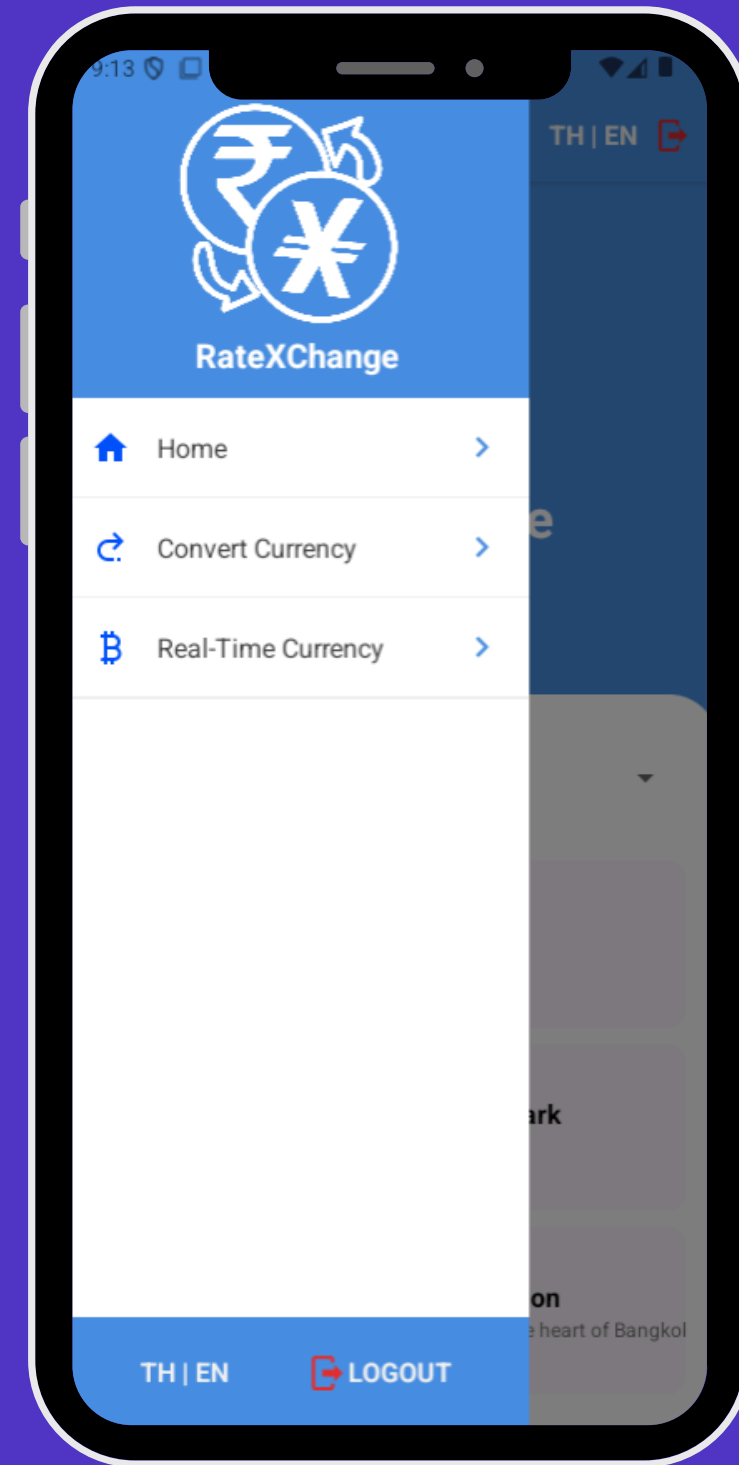 9:13
TH | EN
RateXChange
Home
Convert Currency
e
Real-Time Currency
ark
on
e heart of Bangkol
TH | EN
LOGOUT